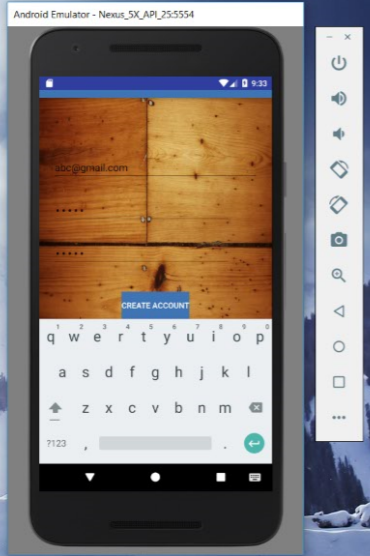 Android Emulator - Nexus_5X_API_25:5554
9:33
abc@gmail.com
•••••
•••••
CREATE ACCOUNT
1 2 3 4 5 6 7 8 9 0
q w e r t y u i o p
a s d f g h j k l
z x c v b n m
?123 , .